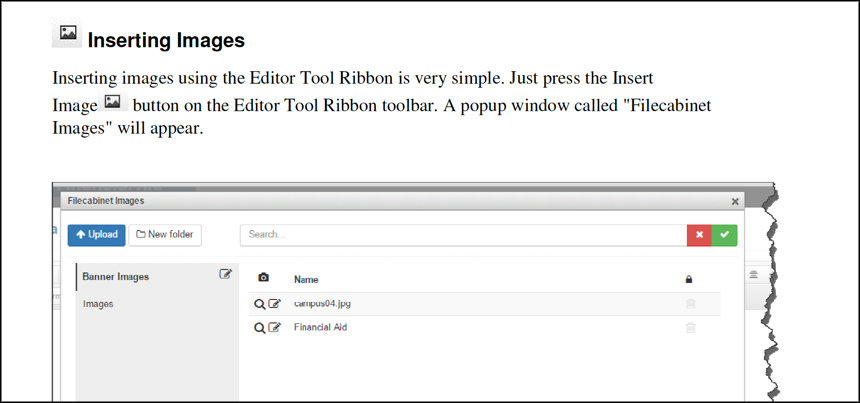 Inserting Images
Inserting images using the Editor Tool Ribbon is very simple. Just press the Insert
Image button on the Editor Tool Ribbon toolbar. A popup window called "Filecabinet
Images" will appear.
Filecabinet Images
Upload New folder Search...
Banner Images
Images
Name
campus04.jpg
Financial Aid